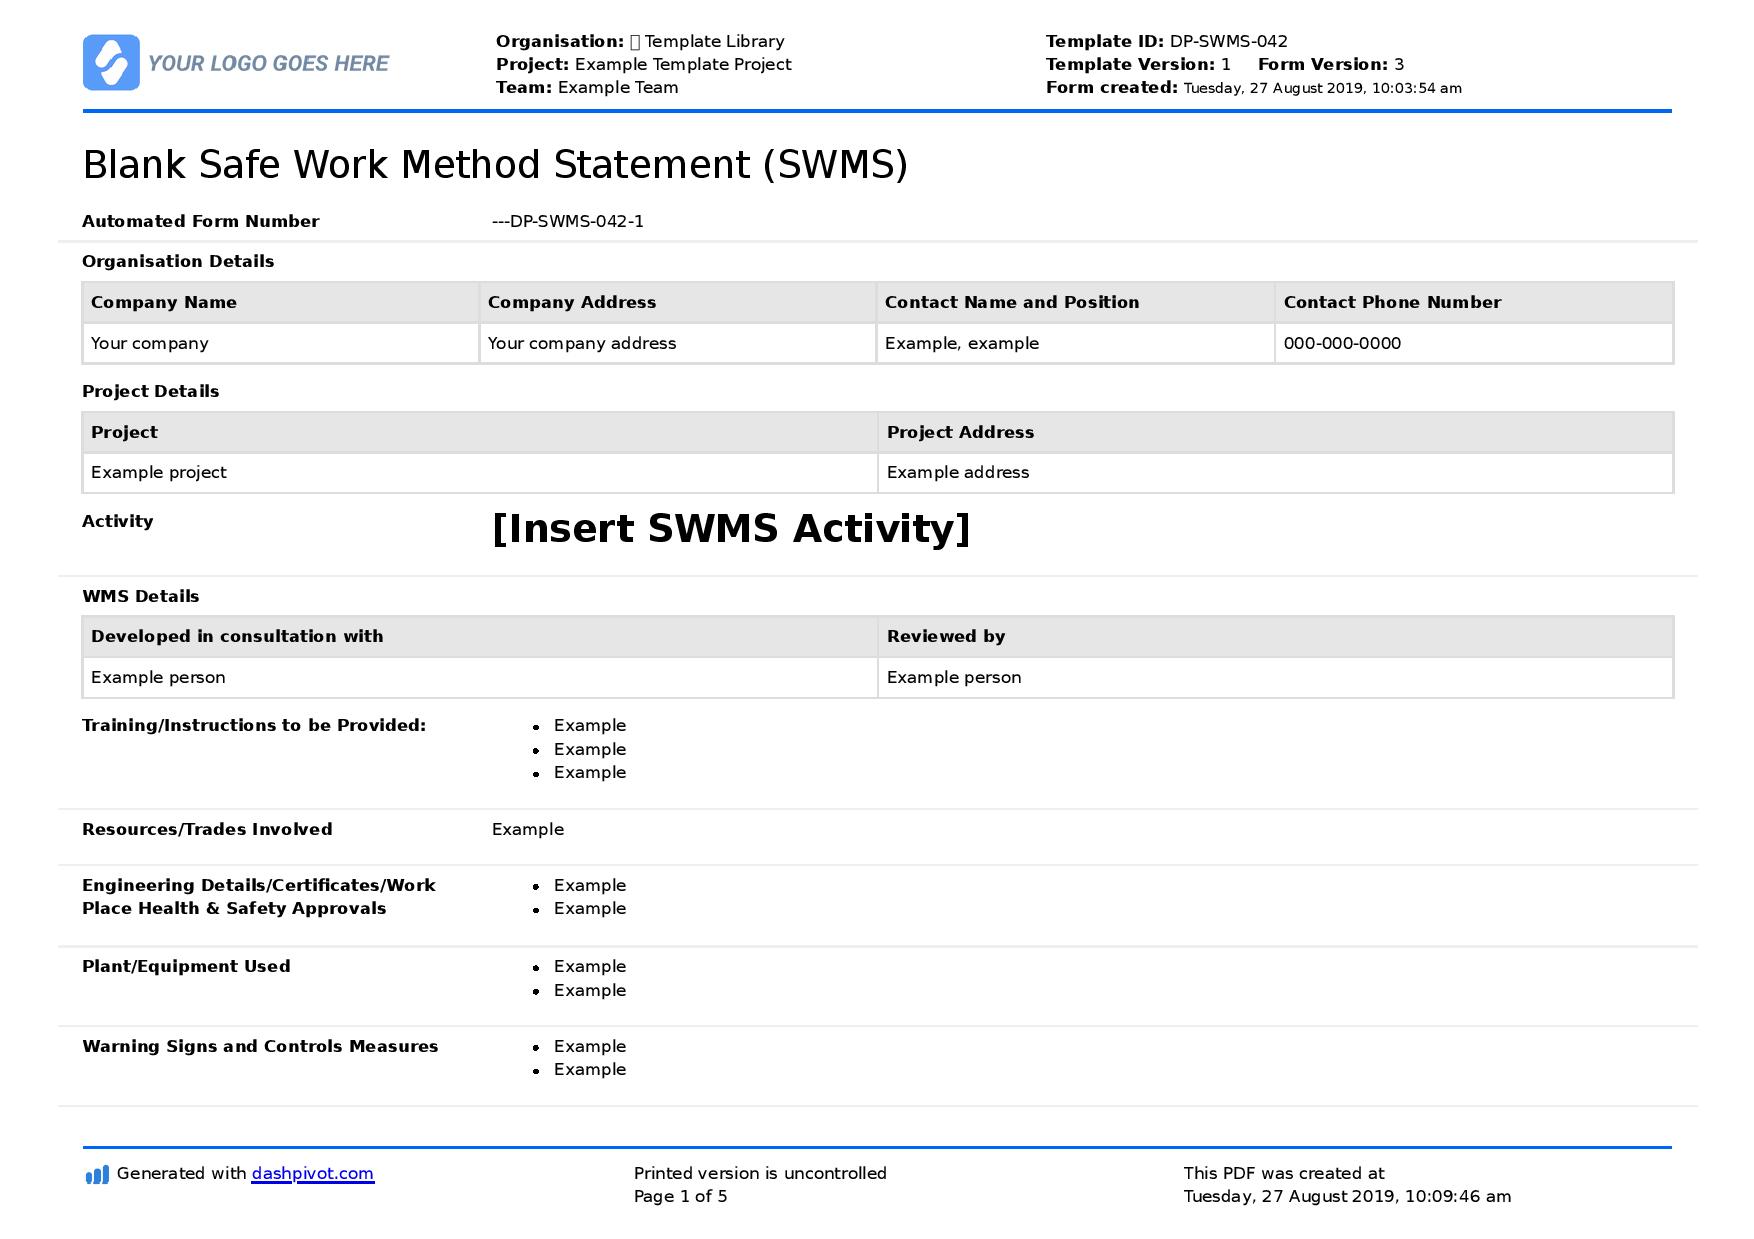 YOUR LOGO GOES HERE
Organisation: Template Library
Project: Example Template Project
Team: Example Team
Template ID: DP-SWMS-042
Template Version: 1 Form Version: 3
Form created: Tuesday, 27 August 2019, 10:03:54 am
Blank Safe Work Method Statement (SWMS)
Automated Form Number ---DP-SWMS-042-1
Organisation Details
Company Name Company Address Contact Name and Position Contact Phone Number
Your company Your company address Example, example 000-000-0000
Project Details
Project Project Address
Example project Example address
Activity [Insert SWMS Activity]
WMS Details
Developed in consultation with Reviewed by
Example person Example person
Training/Instructions to be Provided: • Example
• Example
• Example
Resources/Trades Involved Example
Engineering Details/Certificates/Work • Example
Place Health & Safety Approvals • Example
Plant/Equipment Used • Example
• Example
Warning Signs and Controls Measures • Example
• Example
Generated with dashpivot.com
Printed version is uncontrolled
Page 1 of 5
This PDF was created at
Tuesday, 27 August 2019, 10:09:46 am